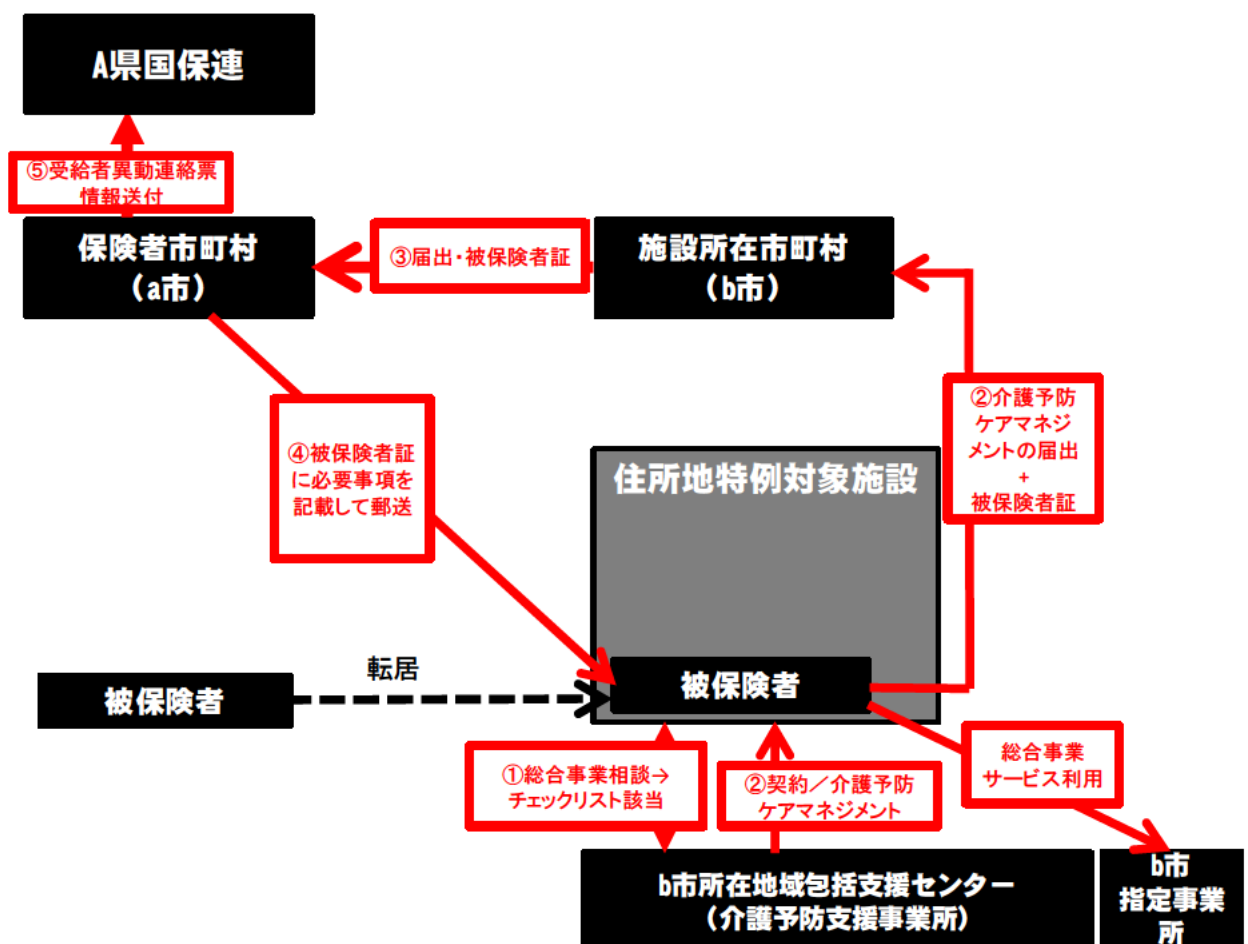 A県国保連
⑤受給者異動連絡票
情報送付
保険者市町村
(a市)
③届出・被保険者証
施設所在市町村
(b市)
④被保険者証
に必要事項を
記載して郵送
②介護予防
ケアマネジ
メントの届出
+
被保険者証
住所地特例対象施設
被保険者
転居
被保険者
①総合事業相談→
チェックリスト該当
②契約／介護予防
ケアマネジメント
総合事業
サービス利用
b市所在地域包括支援センター
(介護予防支援事業所)
b市
指定事業
所